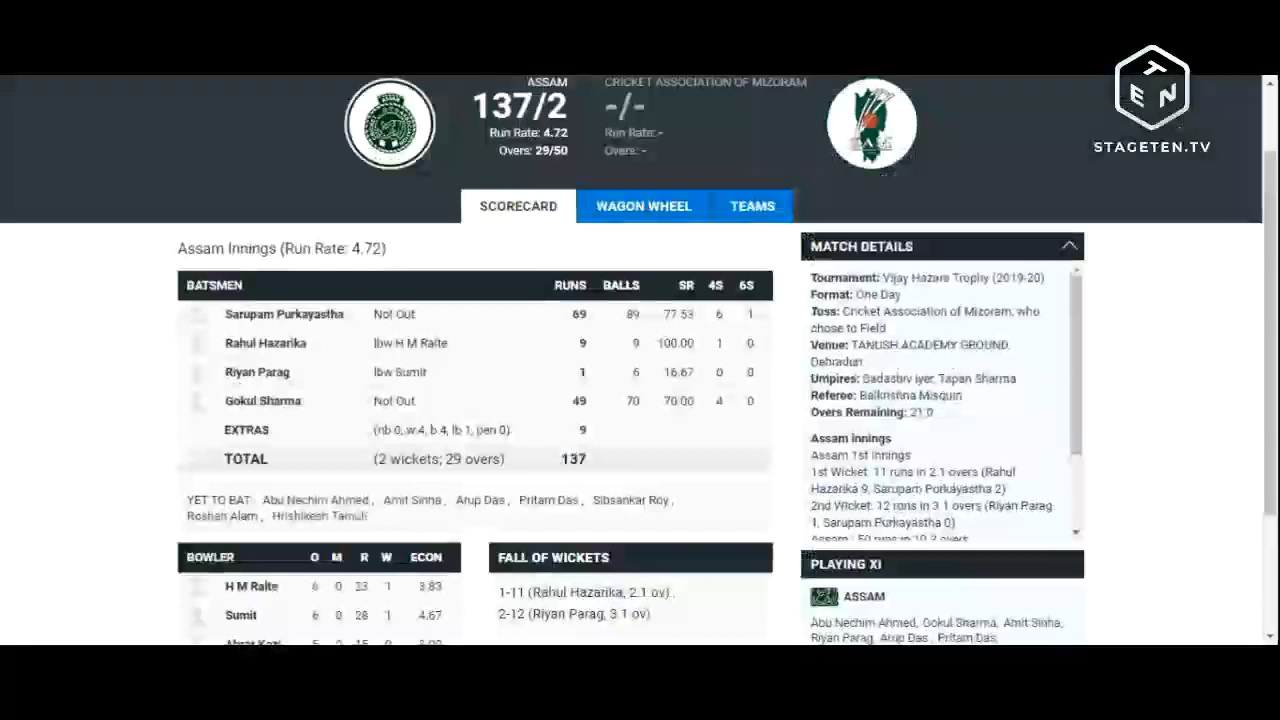 ASSAM
137/2
Run Rate: 4.72
Overs: 29/50
CRICKET ASSOCIATION OF MIZORAM
-/-
Run Rate:-
Overs: -
TEN
STAGETEN.TV
SCORECARD WAGON WHEEL TEAMS
Assam Innings (Run Rate: 4.72)
BATSMEN RUNS BALLS SR 4S 6S
Sarupam Purkayastha Not Out 69 89 77.53 6 1
Rahul Hazarika lbw H M Ralte 9 9 100.00 1 0
Riyan Parag lbw Sumit 1 6 16.67 0 0
Gokul Sharma Not Out 49 70 70.00 4 0
EXTRAS (nb 0, w 4, b 4, lb 1, pen 0) 9
TOTAL (2 wickets; 29 overs) 137
YET TO BAT: Abu Nechim Ahmed, Amit Sinha, Arup Das, Pritam Das, Sibsankar Roy,
Roshan Alam, Hrishikesh Tamuli
BOWLER O M R W ECON
H M Ralte 6 0 23 1 3.83
Sumit 6 0 28 1 4.67
FALL OF WICKETS
1-11 (Rahul Hazarika, 2.1 ov)
2-12 (Riyan Parag, 3.1 ov)
MATCH DETAILS
Tournament: Vijay Hazare Trophy (2019-20)
Format: One Day
Toss: Cricket Association of Mizoram, who
chose to Field
Venue: TANUSH ACADEMY GROUND,
Dehradun
Umpires: Sadashiv Iyer, Tapan Sharma
Referee: Balkrishna Misquin
Overs Remaining: 21.0
Assam Innings
Assam 1st Innings
1st Wicket: 11 runs in 2.1 overs (Rahul
Hazarika 9, Sarupam Purkayastha 2)
2nd Wicket: 12 runs in 3.1 overs (Riyan Parag
1, Sarupam Purkayastha 0)
PLAYING XI
ASSAM
Abu Nechim Ahmed, Gokul Sharma, Amit Sinha,
Riyan Parag, Arup Das, Pritam Das,